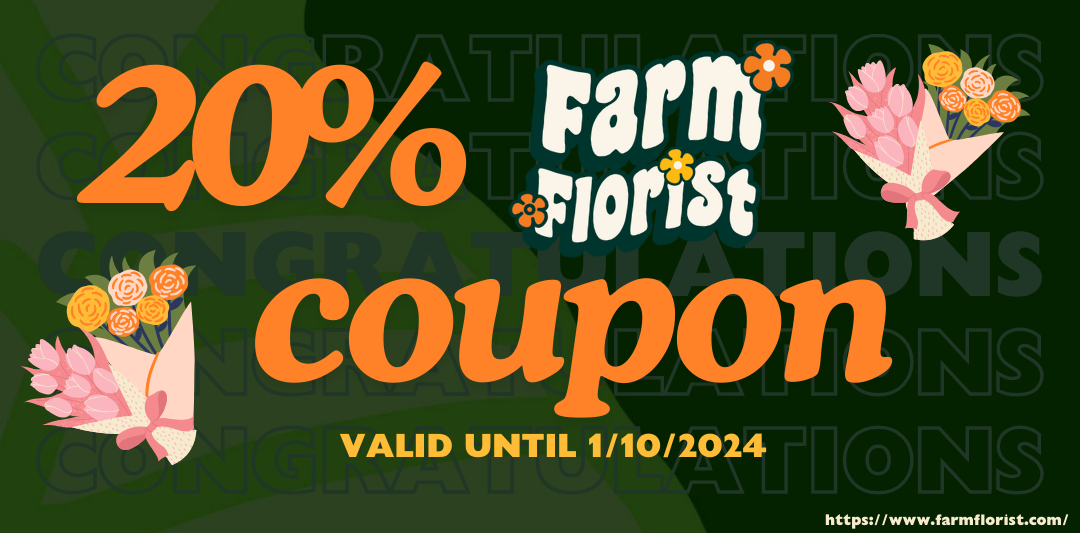 CONGRATULATIONS
20%
Farm
Florist
CONGRATULATIONS
CONGRATULATIONS
coupon
CONGRATULATIONS
VALID UNTIL 1/10/2024
CONGRATULATIONS
https://www.farmflorist.com/